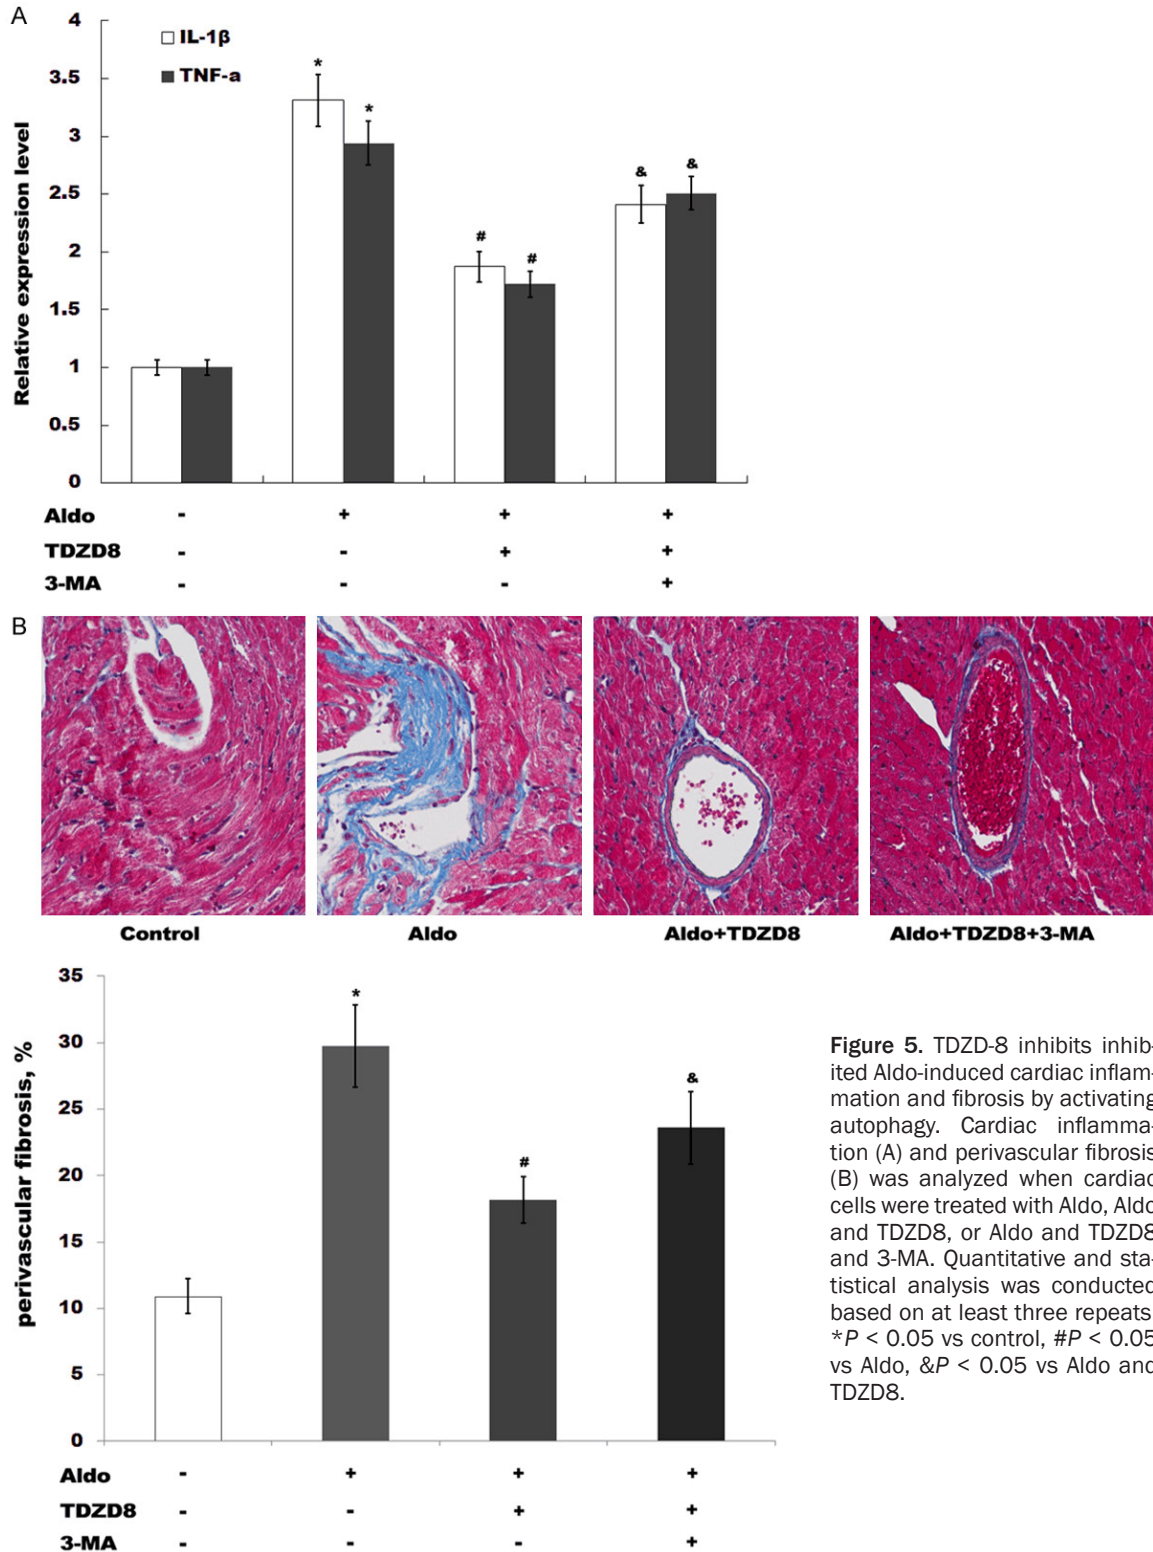 A
4
3.5
3
2.5
2
1.5
1
0.5
0
Relative expression level
IL-1β
TNF-a
*
*
#
#
&
&
Aldo - + + +
TDZD8 - - + +
3-MA - - - +
B
Control Aldo Aldo+TDZD8 Aldo+TDZD8+3-MA
35
30
25
20
15
10
5
0
perivascular fibrosis, %
*
#
&
Aldo - + + +
TDZD8 - - + +
3-MA - - - +
Figure 5. TDZD-8 inhibits inhib-
ited Aldo-induced cardiac inflam-
mation and fibrosis by activating
autophagy. Cardiac inflamma-
tion (A) and perivascular fibrosis
(B) was analyzed when cardiac
cells were treated with Aldo, Aldo
and TDZD8, or Aldo and TDZD8
and 3-MA. Quantitative and sta-
tistical analysis was conducted
based on at least three repeats
*P < 0.05 vs control, #P < 0.05
vs Aldo, &P < 0.05 vs Aldo and
TDZD8.